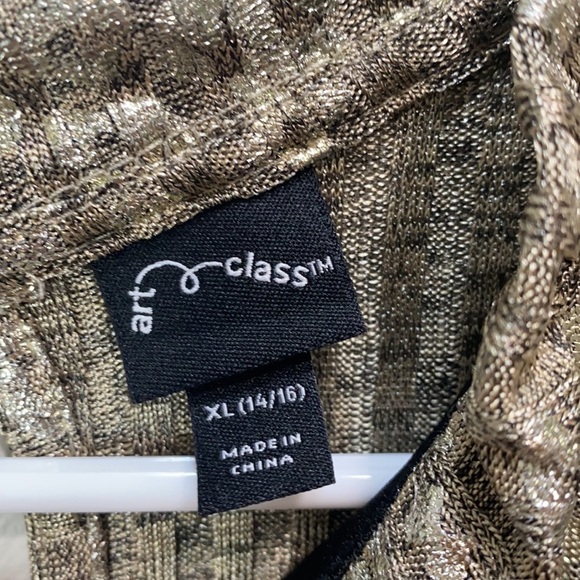 art class™
XL (14/16)
MADE IN
CHINA